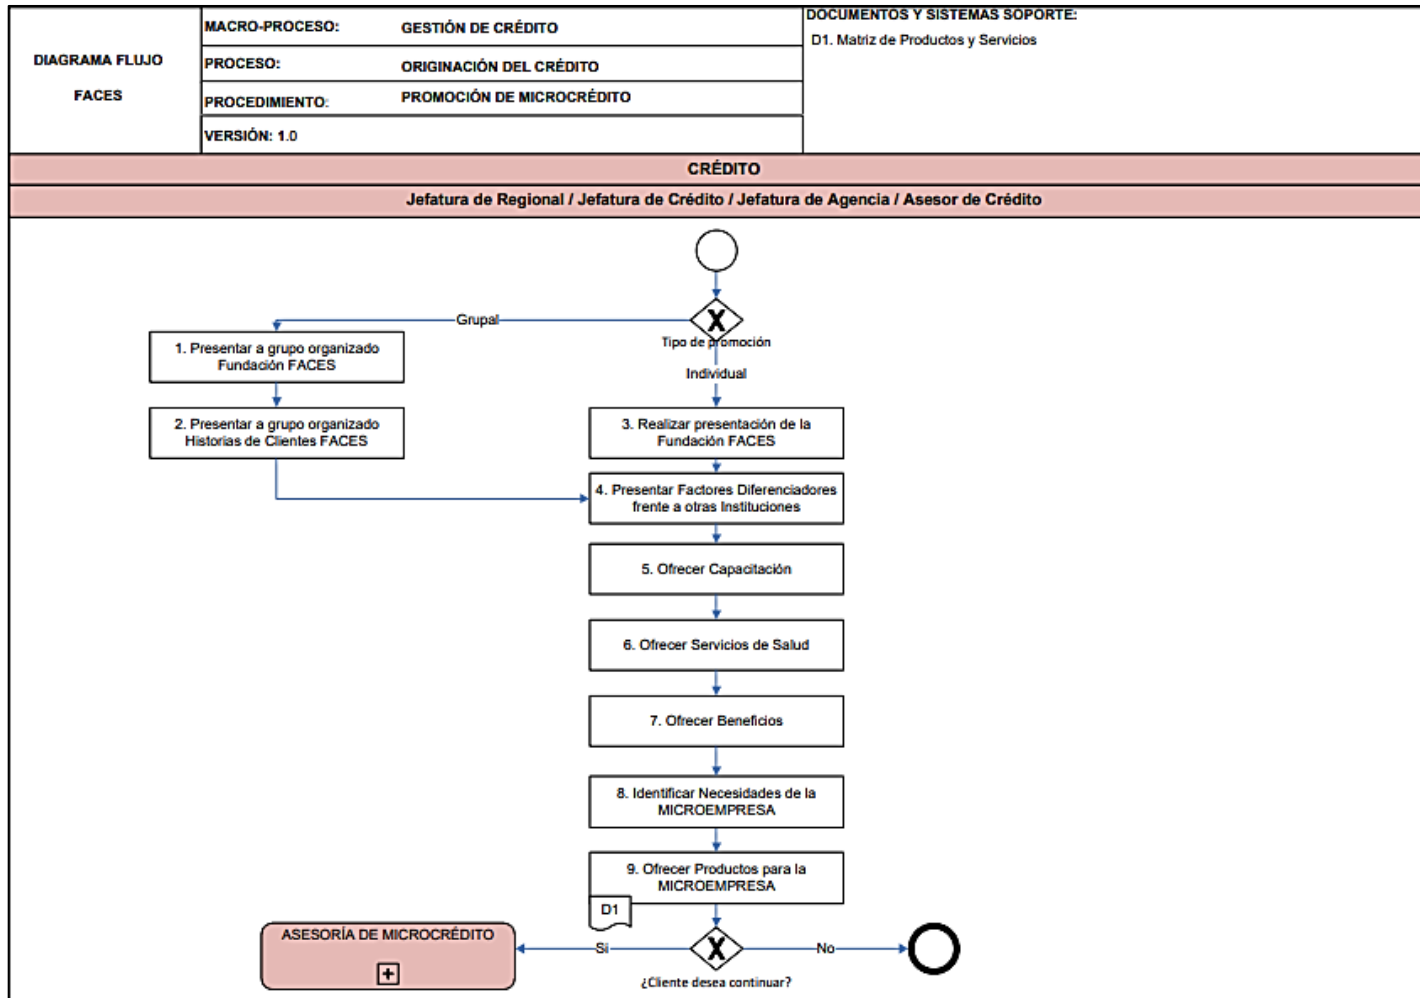 DIAGRAMA FLUJO
FACES
MACRO-PROCESO: GESTIÓN DE CRÉDITO
PROCESO: ORIGINACIÓN DEL CRÉDITO
PROCEDIMIENTO: PROMOCIÓN DE MICROCRÉDITO
VERSIÓN: 1.0
DOCUMENTOS Y SISTEMAS SOPORTE:
D1. Matriz de Productos y Servicios
CRÉDITO
Jefatura de Regional / Jefatura de Crédito / Jefatura de Agencia / Asesor de Crédito
X
Tipo de promoción
Grupal
Individual
1. Presentar a grupo organizado
Fundación FACES
2. Presentar a grupo organizado
Historias de Clientes FACES
3. Realizar presentación de la
Fundación FACES
4. Presentar Factores Diferenciadores
frente a otras Instituciones
5. Ofrecer Capacitación
6. Ofrecer Servicios de Salud
7. Ofrecer Beneficios
8. Identificar Necesidades de la
MICROEMPRESA
9. Ofrecer Productos para la
MICROEMPRESA
D1
X
¿Cliente desea continuar?
Si
No
ASESORÍA DE MICROCRÉDITO
+